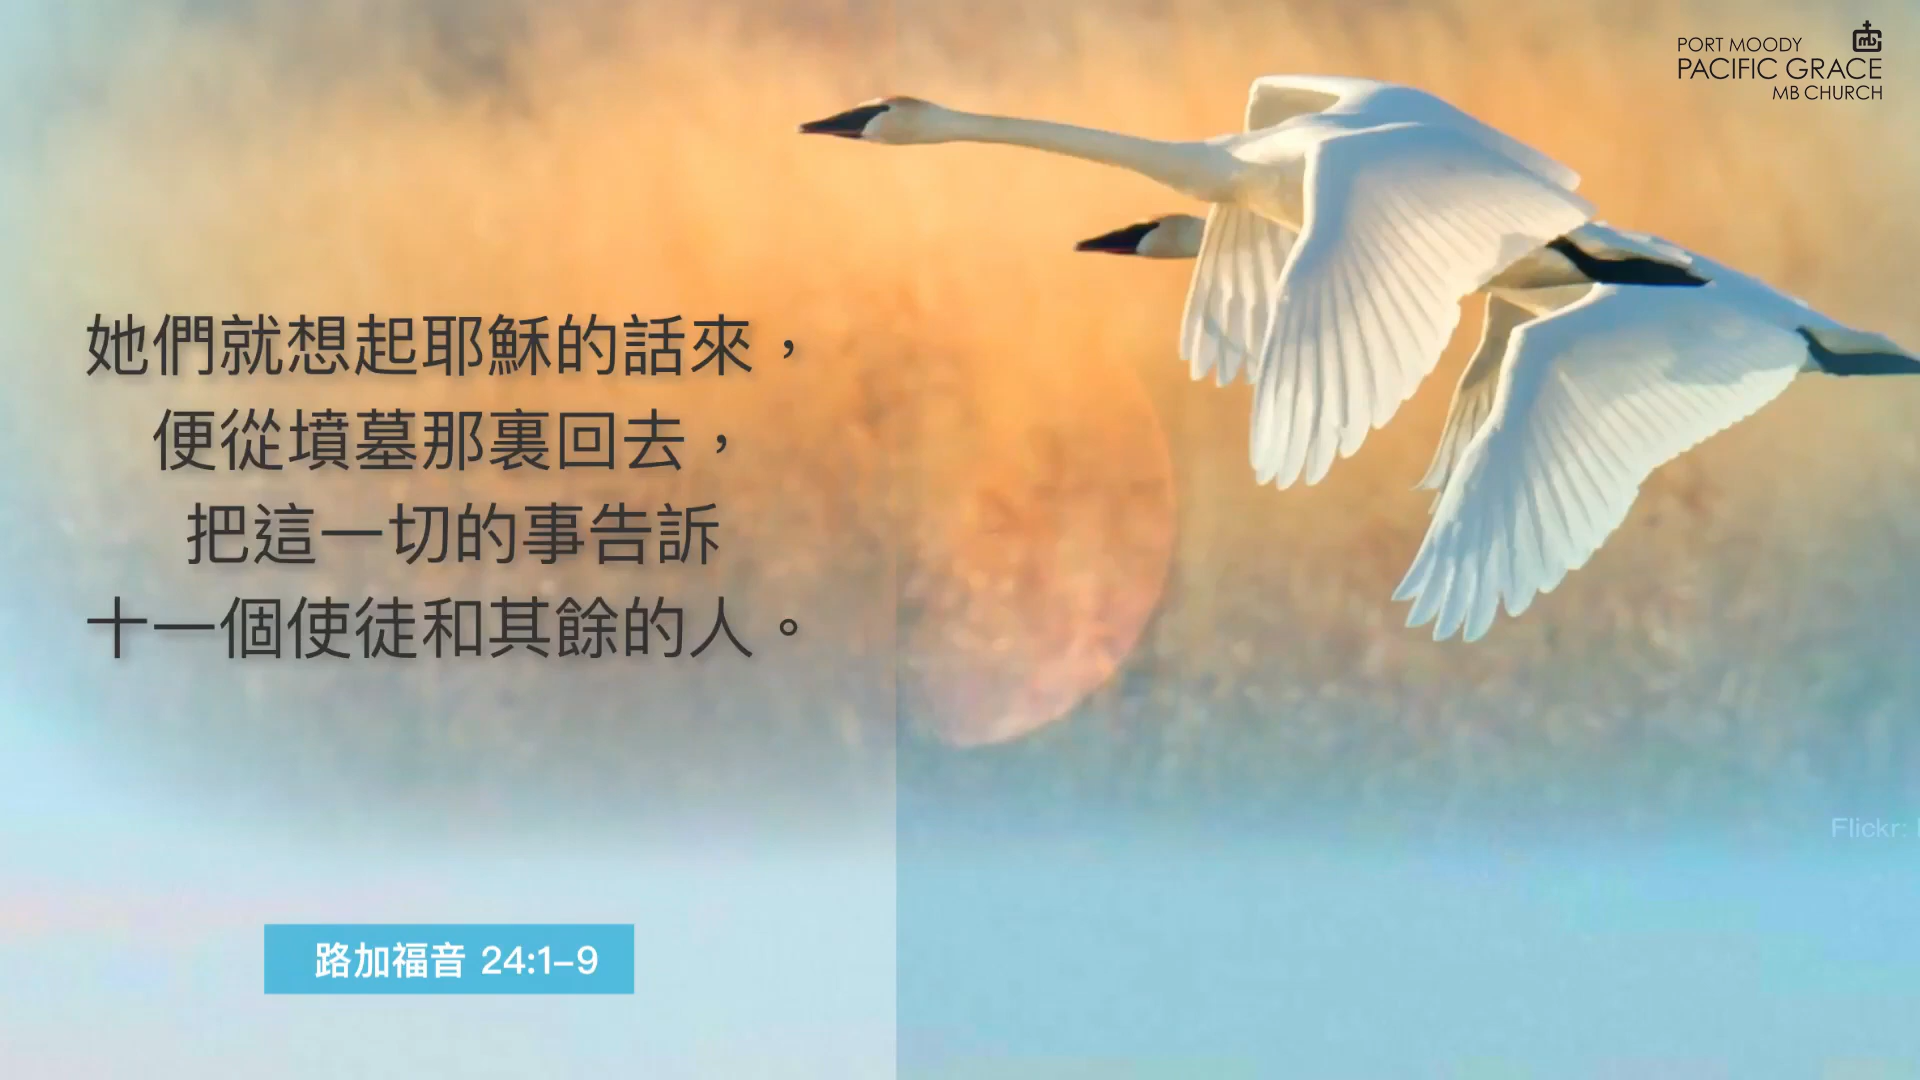 PORT MOODY
PACIFIC GRACE
MB CHURCH
她們就想起耶穌的話來，
便從墳墓那裏回去，
把這一切的事告訴
十一個使徒和其餘的人。
Flickr:
路加福音 24:1–9